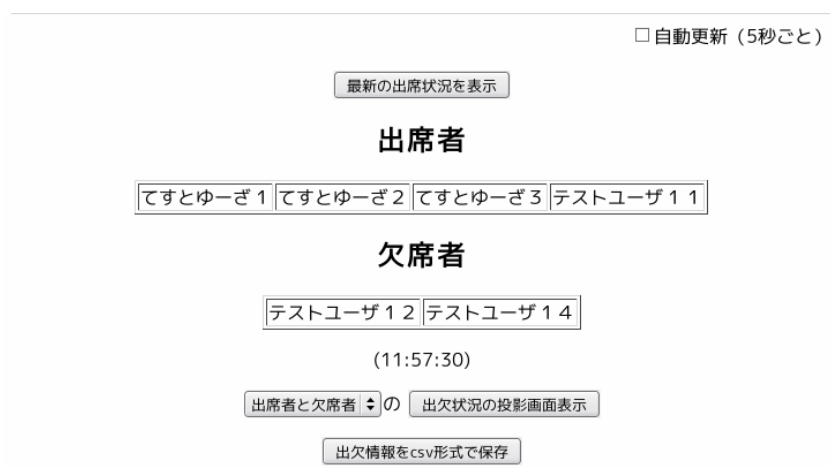 自動更新 (5秒ごと)
最新の出席状況を表示
出席者
てすとゆーざ１ てすとゆーざ２ てすとゆーざ３ テストユーザ１１
欠席者
テストユーザ１２ テストユーザ１４
(11:57:30)
出席者と欠席者 の 出欠状況の投影画面表示
出欠情報をcsv形式で保存